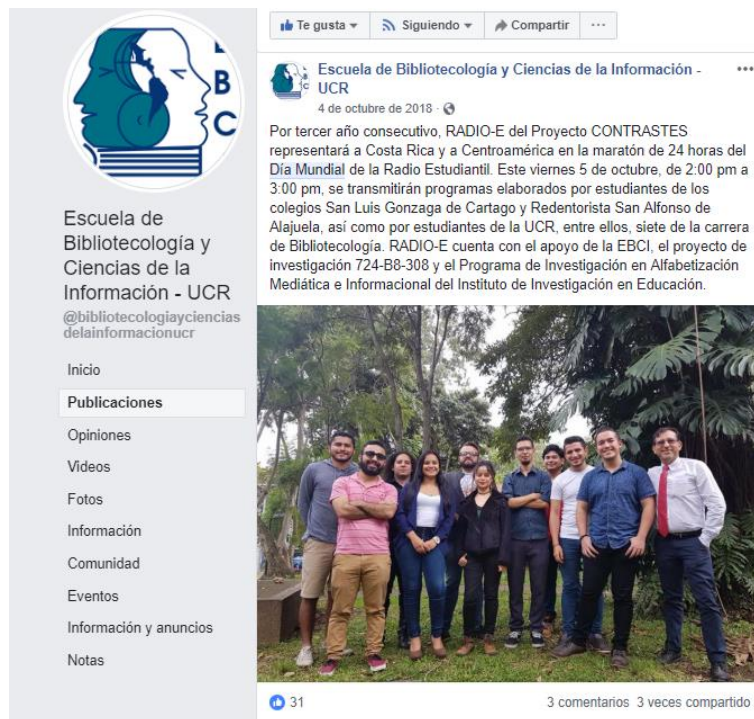 E
B
C
Te gusta
Siguiendo
Compartir
Escuela de Bibliotecología y Ciencias de la Información -
UCR
4 de octubre de 2018
Por tercer año consecutivo, RADIO-E del Proyecto CONTRASTES
representará a Costa Rica y a Centroamérica en la maratón de 24 horas del
Día Mundial de la Radio Estudiantil. Este viernes 5 de octubre, de 2:00 pm a
3:00 pm, se transmitirán programas elaborados por estudiantes de los
colegios San Luis Gonzaga de Cartago y Redentorista San Alfonso de
Alajuela, así como por estudiantes de la UCR, entre ellos, siete de la carrera
de Bibliotecología. RADIO-E cuenta con el apoyo de la EBCI, el proyecto de
investigación 724-B8-308 y el Programa de Investigación en Alfabetización
Mediática e Informacional del Instituto de Investigación en Educación.
Escuela de
Bibliotecología y
Ciencias de la
Información - UCR
@bibliotecologiayciencias
delainformacionucr
Inicio
Publicaciones
Opiniones
Videos
Fotos
Información
Comunidad
Eventos
Información y anuncios
Notas
31
3 comentarios 3 veces compartido